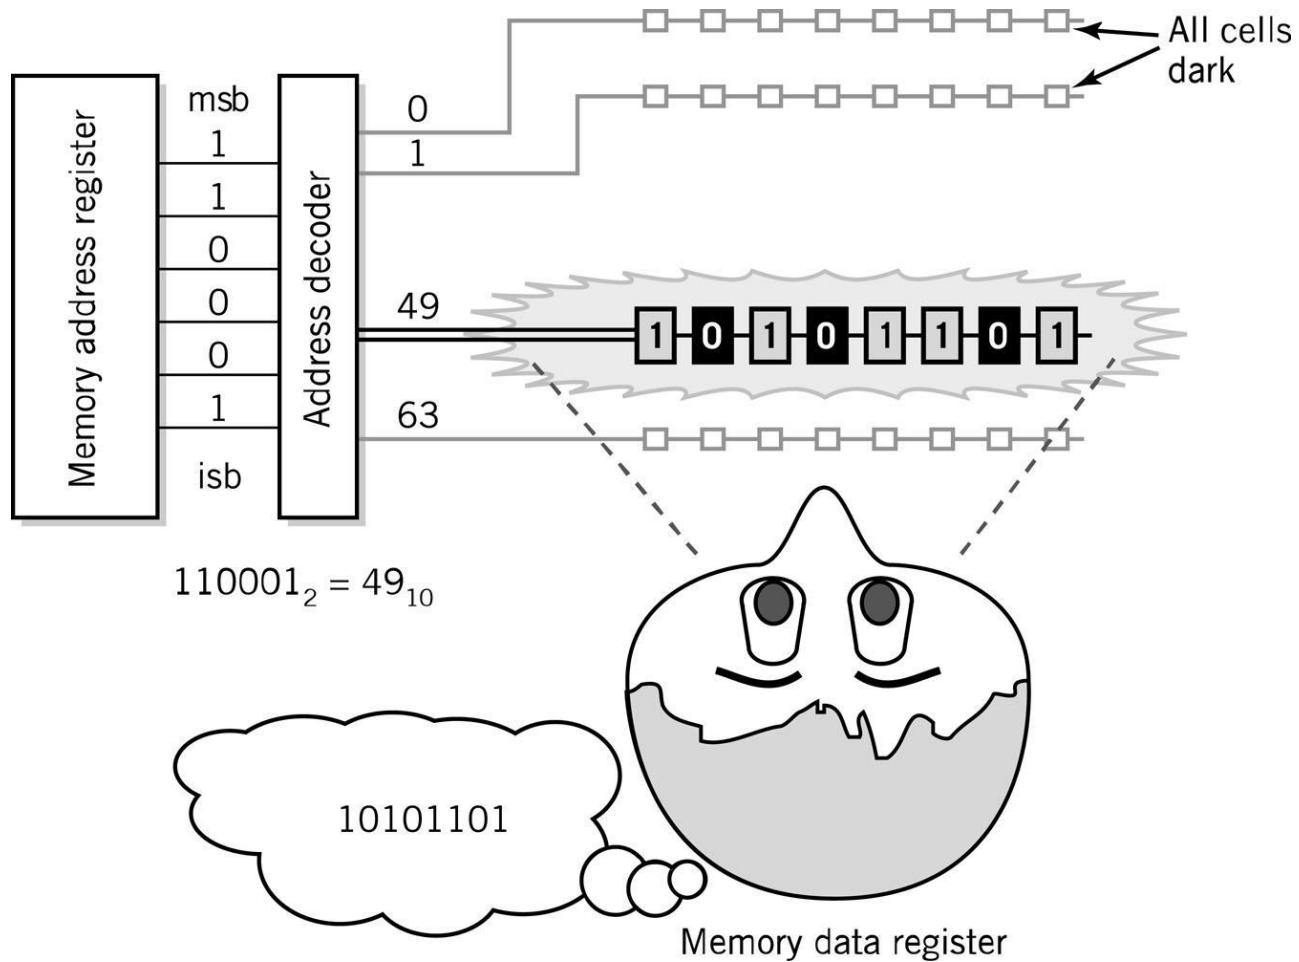 All cells
dark
msb
0
1
1
1
0
0
0
1
isb
Memory address register
Address decoder
49
1 0 1 0 1 1 0 1
63
110001₂ = 49₁₀
10101101
Memory data register